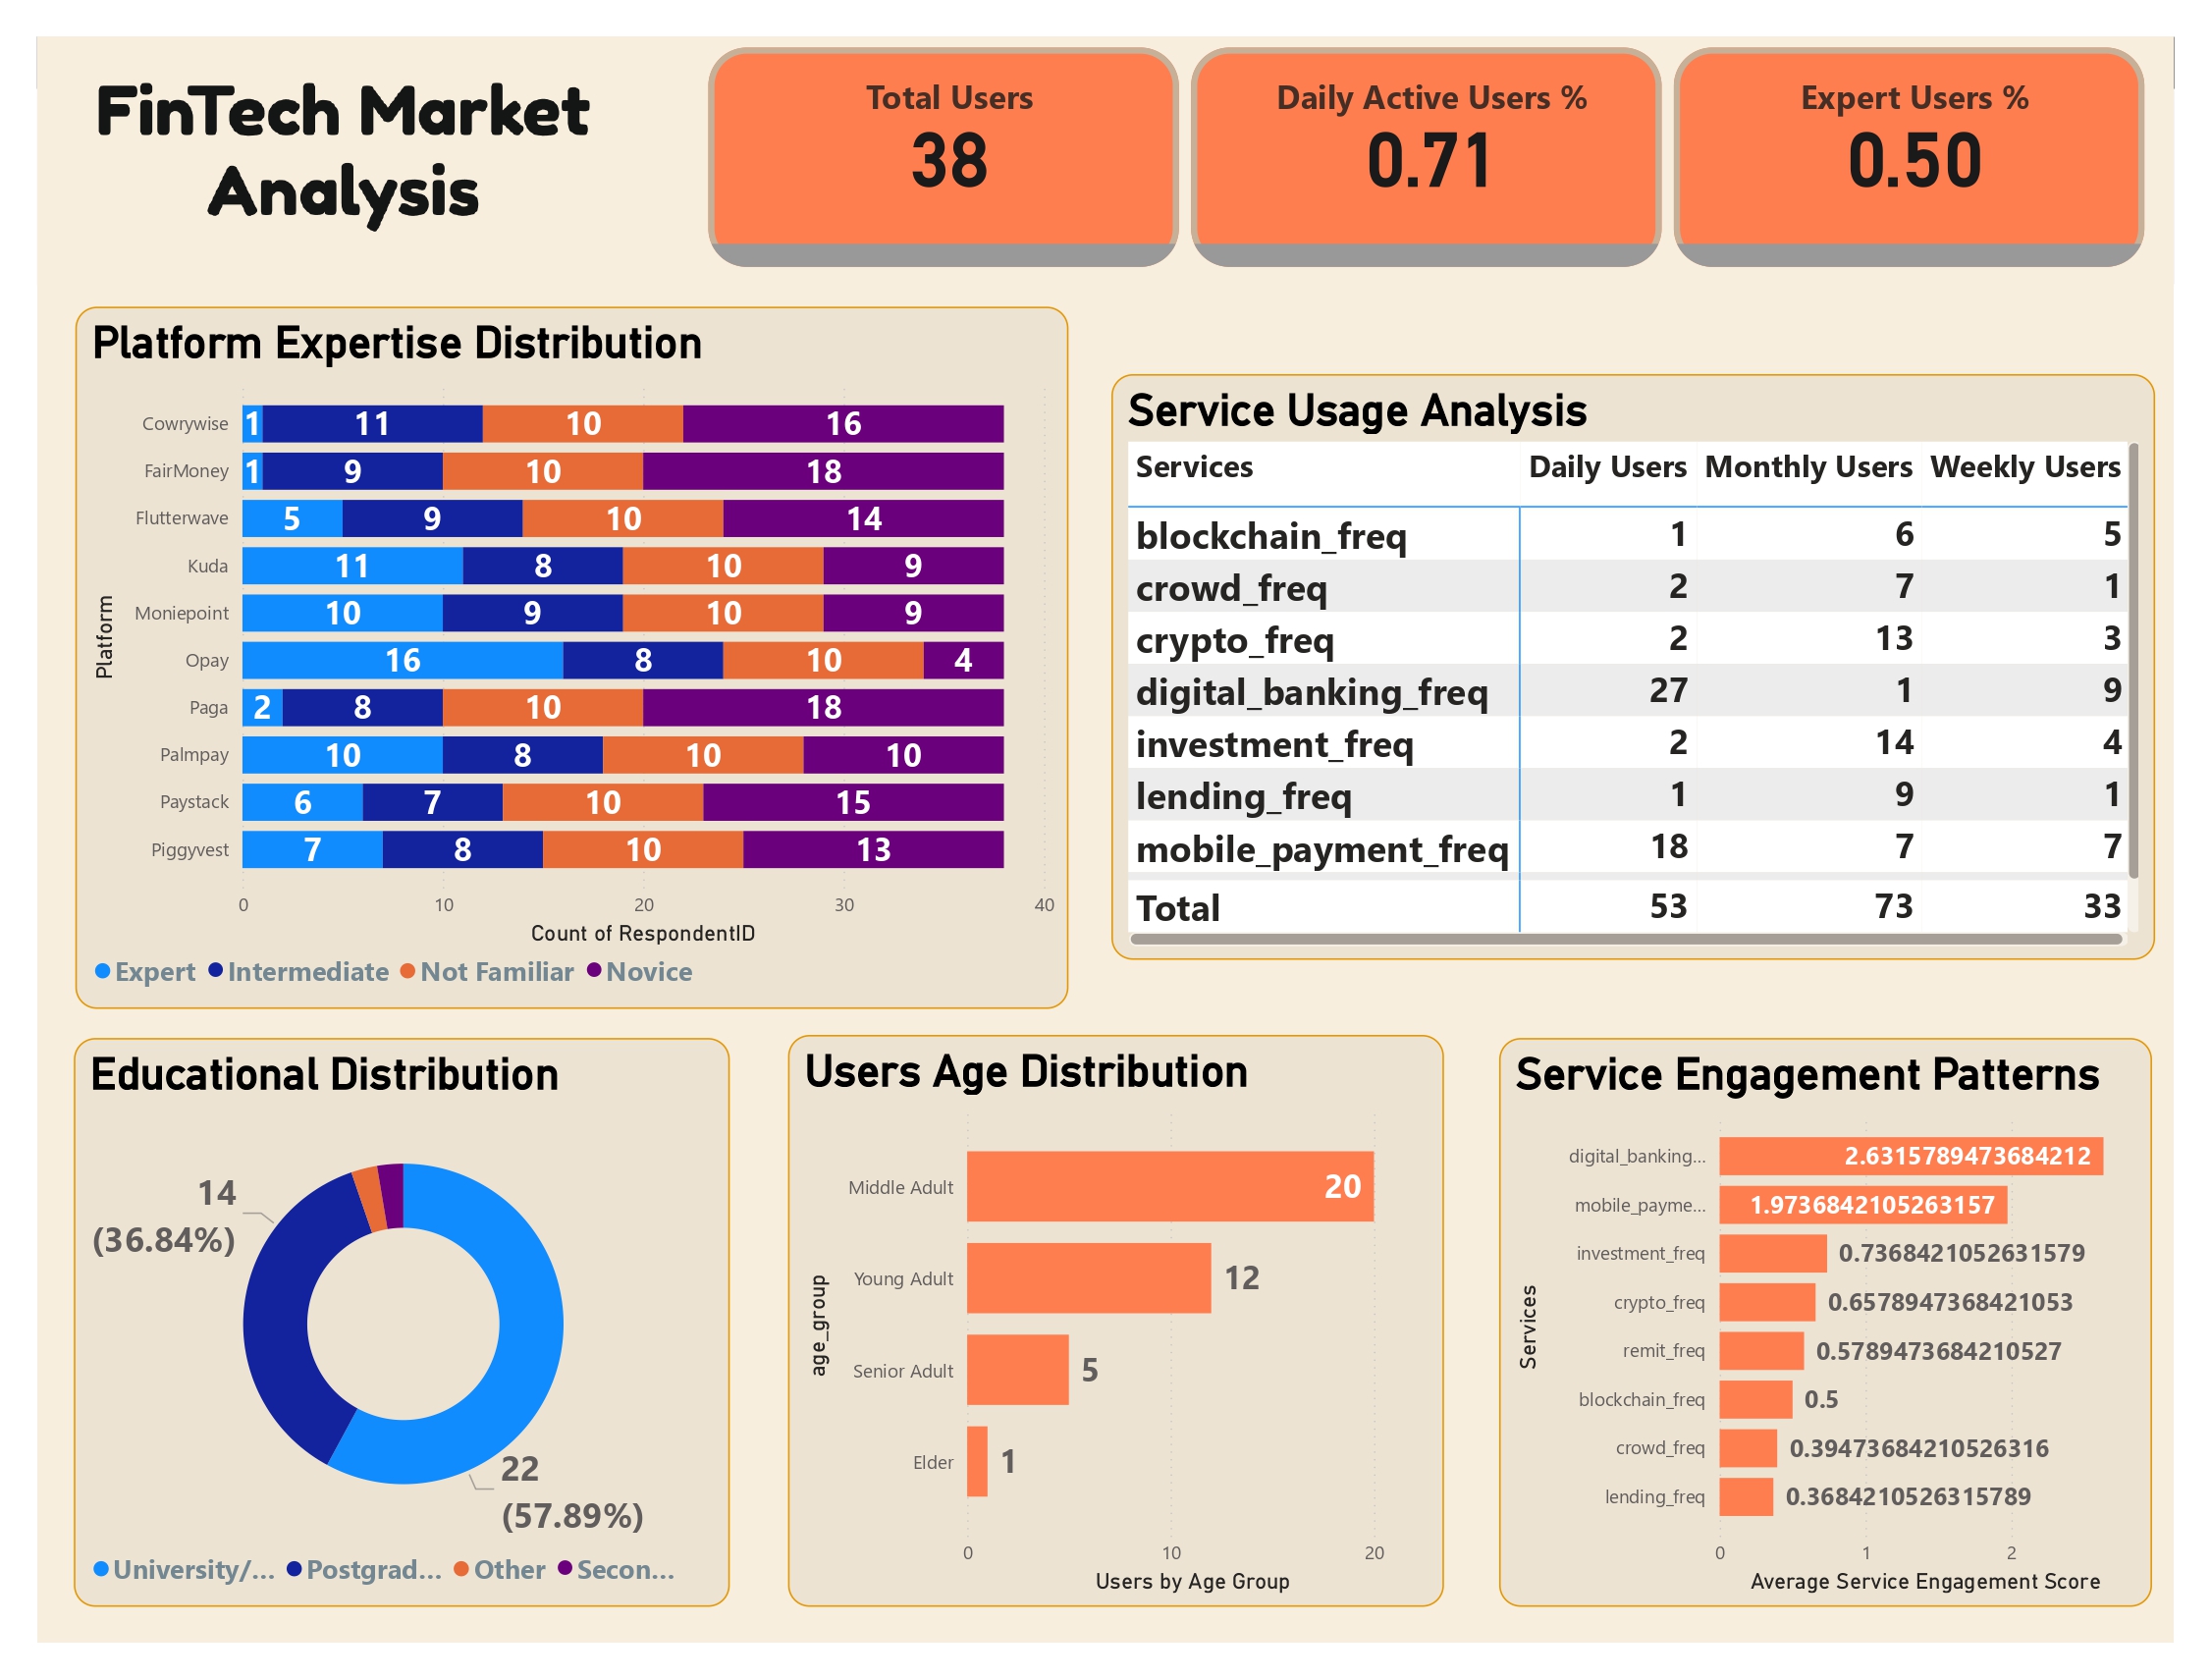 FinTech Market
Analysis
Total Users
38
Daily Active Users %
0.71
Expert Users %
0.50
Platform Expertise Distribution
Platform
Cowrywise 1 11 10 16
FairMoney 1 9 10 18
Flutterwave 5 9 10 14
Kuda 11 8 10 9
Moniepoint 10 9 10 9
Opay 16 8 10 4
Paga 2 8 10 18
Palmpay 10 8 10 10
Paystack 6 7 10 15
Piggyvest 7 8 10 13
0 10 20 30 40
Count of RespondentID
Expert Intermediate Not Familiar Novice
Service Usage Analysis
Services Daily Users Monthly Users Weekly Users
blockchain_freq 1 6 5
crowd_freq 2 7 1
crypto_freq 2 13 3
digital_banking_freq 27 1 9
investment_freq 2 14 4
lending_freq 1 9 1
mobile_payment_freq 18 7 7
Total 53 73 33
Educational Distribution
14
(36.84%)
22
(57.89%)
University/... Postgrad... Other Secon...
Users Age Distribution
age_group
Middle Adult 20
Young Adult 12
Senior Adult 5
Elder 1
0 10 20
Users by Age Group
Service Engagement Patterns
Services
digital_banking... 2.6315789473684212
mobile_payme... 1.9736842105263157
investment_freq 0.7368421052631579
crypto_freq 0.6578947368421053
remit_freq 0.5789473684210527
blockchain_freq 0.5
crowd_freq 0.39473684210526316
lending_freq 0.3684210526315789
0 1 2
Average Service Engagement Score